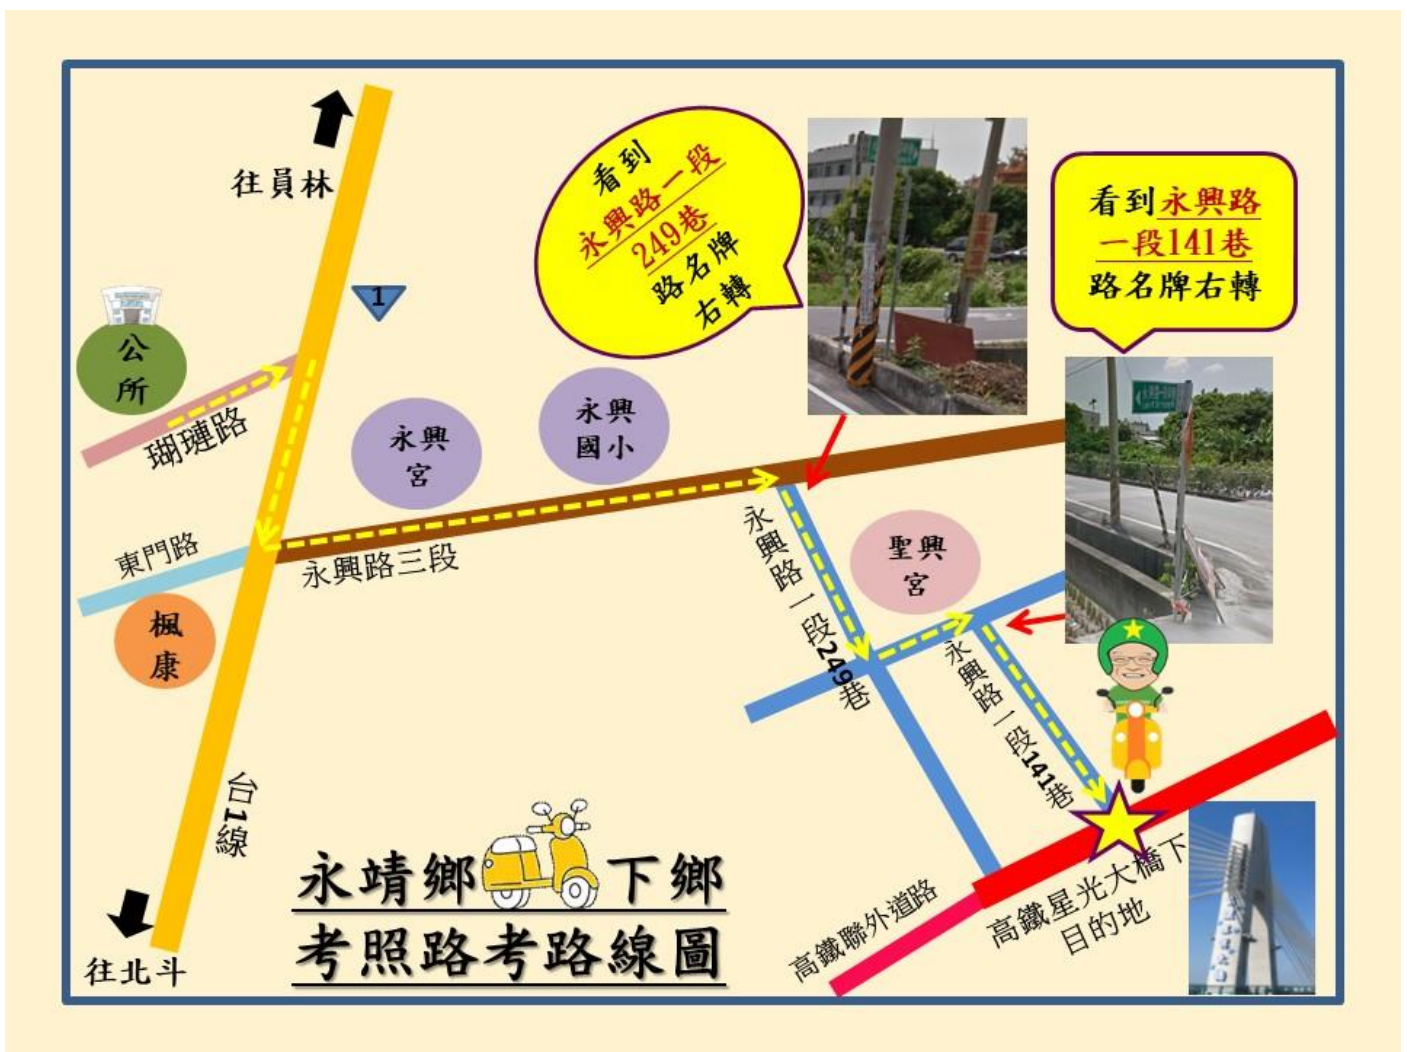 往員林
看到
永興路一段
249巷
路名牌
右轉
看到永興路
一段141巷
路名牌右轉
1
公
所
瑚璉路
永興
宮
永興
國小
東門路
永興路三段
楓
康
永興路一段249巷
聖興
宮
永興路一段141巷
台1線
往北斗
永靖鄉下鄉
考照路考路線圖
高鐵聯外道路
高鐵星光大橋下
目的地